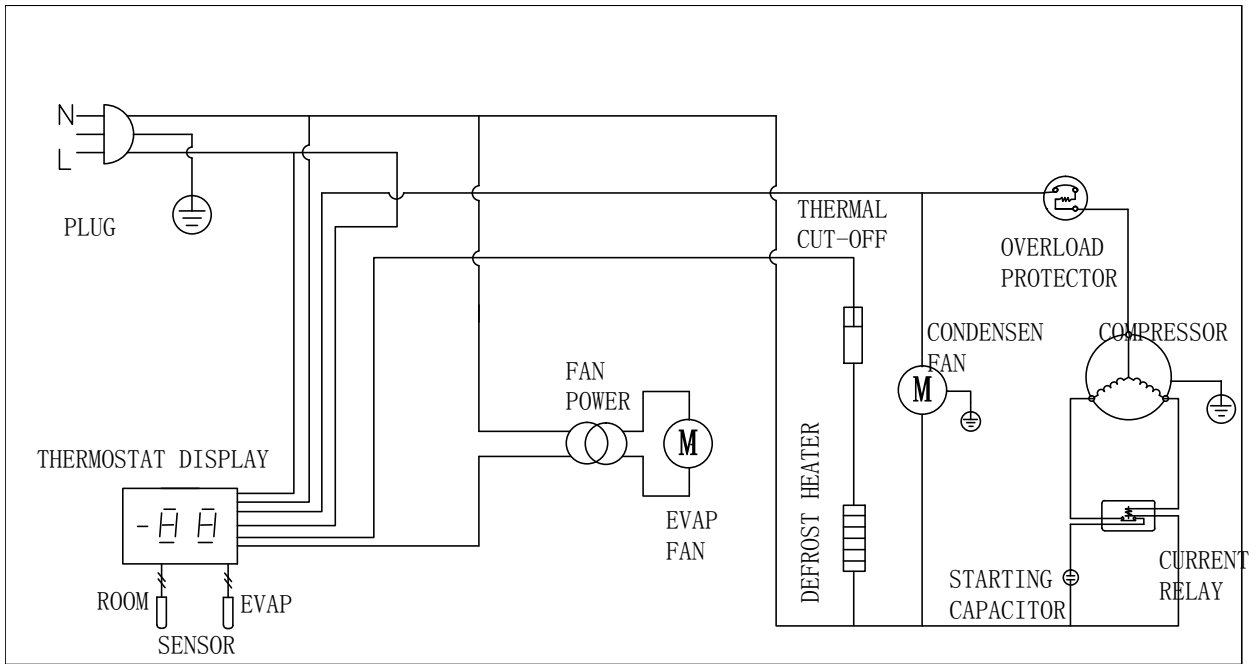 N
L
PLUG
THERMAL
CUT-OFF
OVERLOAD
PROTECTOR
CONDENSEN
FAN
COMPRESSOR
FAN
POWER
M
M
THERMOSTAT DISPLAY
-88
DEFROST HEATER
EVAP
FAN
ROOM
EVAP
SENSOR
STARTING
CAPACITOR
CURRENT
RELAY